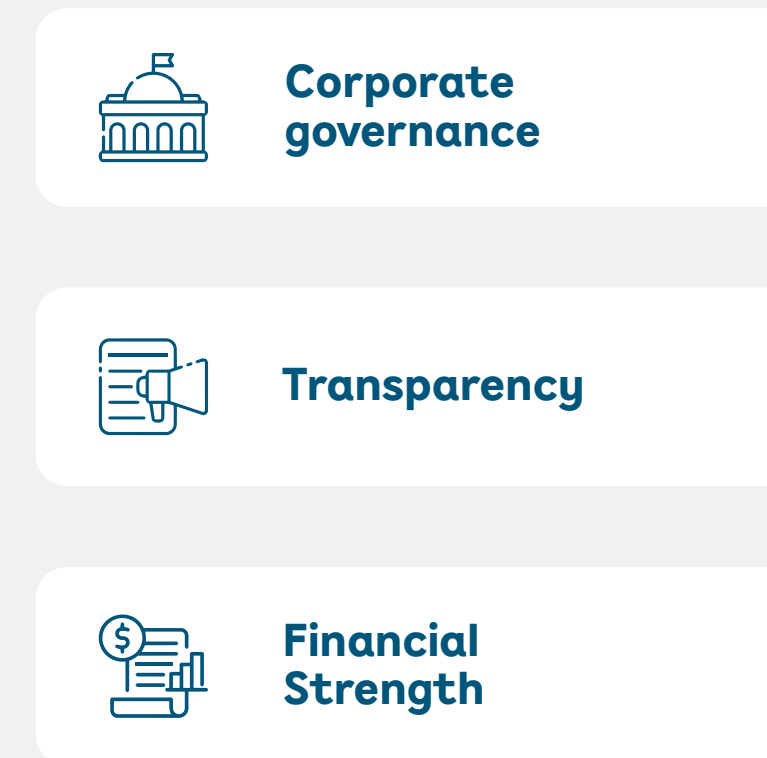 Corporate
governance
Transparency
$
Financial
Strength